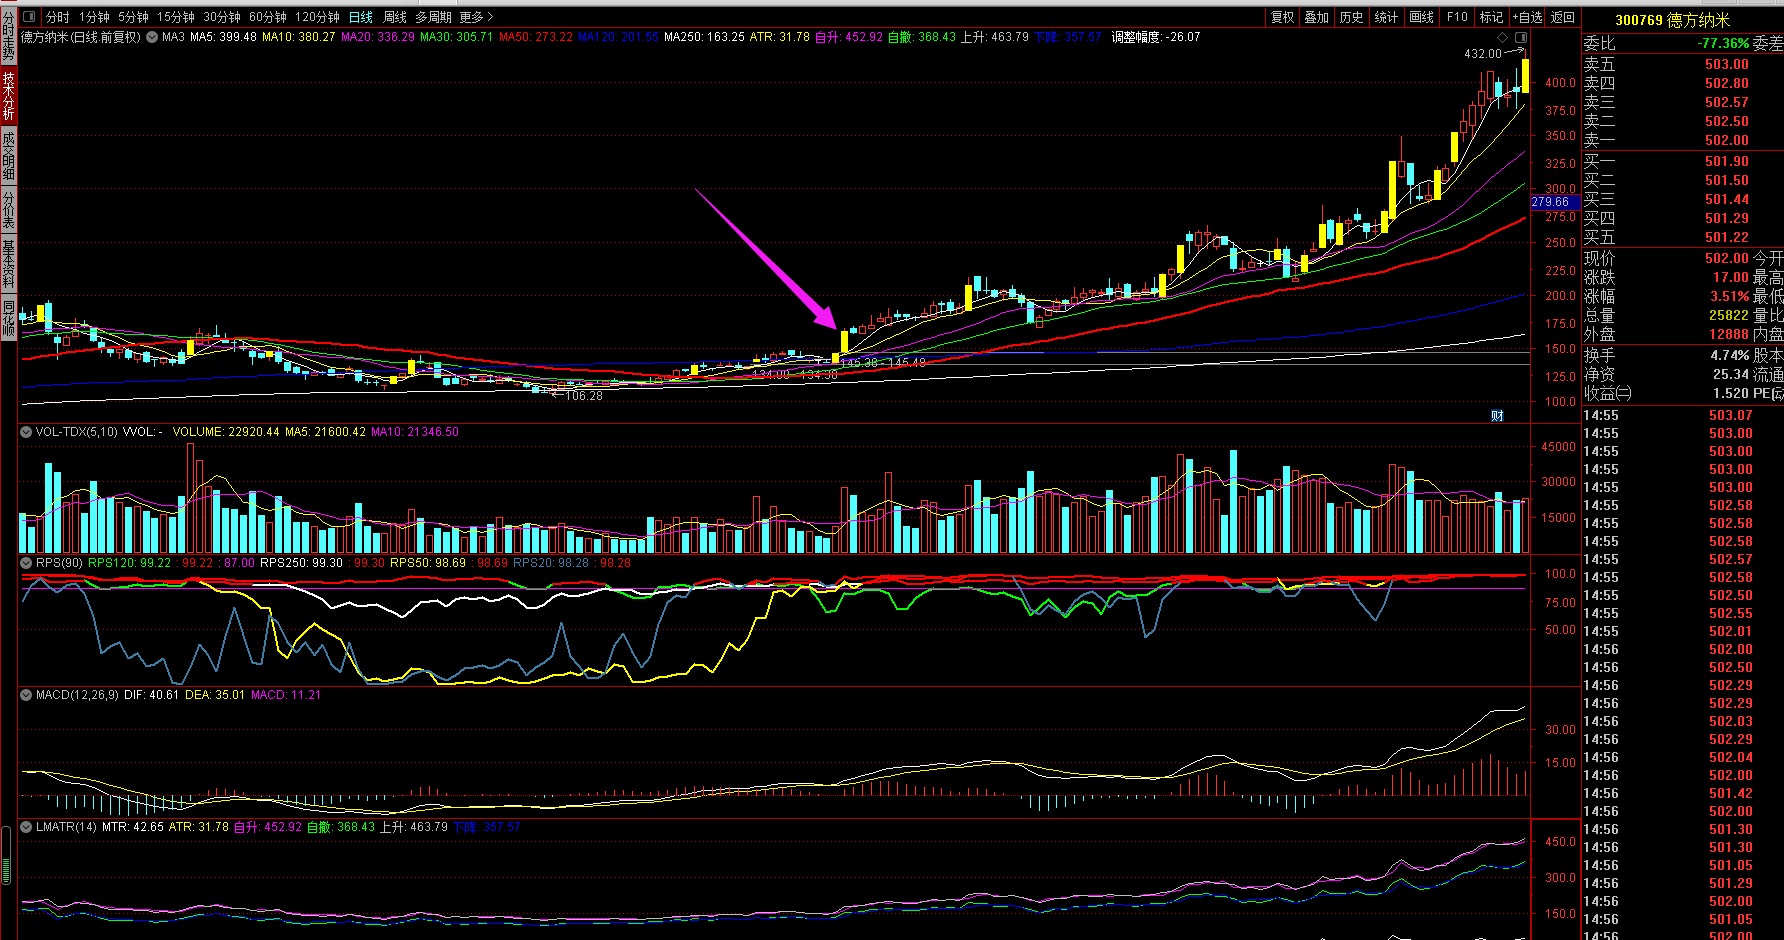 分时 1分钟 5分钟 15分钟 30分钟 60分钟 120分钟 日线 周线 多周期 更多>
复权 叠加 历史 统计 画线 F10 标记 +自选 返回
300769 德方纳米
分时走势
技术分析
成交明细
分价表
基本资料
同花顺
德方纳米(日线.前复权) MA3 MA5: 399.48 MA10: 380.27 MA20: 336.29 MA30: 305.71 MA50: 273.22 MA120: 201.55 MA250: 163.25 ATR: 31.78 自升: 452.92 自撤: 368.43 上升: 463.79 下降: 357.57 调整幅度: -26.07
432.00
400.0
375.0
350.0
325.0
300.0
279.66
275.0
250.0
225.0
200.0
175.0
150.0
125.0
100.0
106.28
财
VOL-TDX(5,10) VVOL: - VOLUME: 22920.44 MA5: 21600.42 MA10: 21346.50
45000
30000
15000
RPS(90) RPS120: 99.22 : 99.22 : 87.00 RPS250: 99.30 : 99.30 RPS50: 98.69 : 98.69 RPS20: 98.28 : 98.28
100.0
75.00
50.00
MACD(12,26,9) DIF: 40.61 DEA: 35.01 MACD: 11.21
30.00
15.00
LMATR(14) MTR: 42.65 ATR: 31.78 自升: 452.92 自撤: 368.43 上升: 463.79 下降: 357.57
450.0
300.0
150.0
委比 -77.36% 委差
卖五 503.00
卖四 502.80
卖三 502.57
卖二 502.50
卖一 502.00
买一 501.90
买二 501.50
买三 501.44
买四 501.29
买五 501.22
现价 502.00 今开
涨跌 17.00 最高
涨幅 3.51% 最低
总量 25822 量比
外盘 12888 内盘
换手 4.74% 股本
净资 25.34 流通
收益㈡ 1.520 PE(动
14:55 503.07
14:55 503.00
14:55 503.00
14:55 503.00
14:55 503.00
14:55 502.58
14:55 502.58
14:55 502.58
14:55 502.57
14:55 502.58
14:55 502.50
14:55 502.55
14:55 502.01
14:56 502.00
14:56 502.50
14:56 502.29
14:56 502.29
14:56 502.03
14:56 502.29
14:56 502.04
14:56 502.00
14:56 501.42
14:56 502.00
14:56 501.30
14:56 501.30
14:56 501.05
14:56 501.29
14:56 502.00
14:56 501.05
14:56 502.00